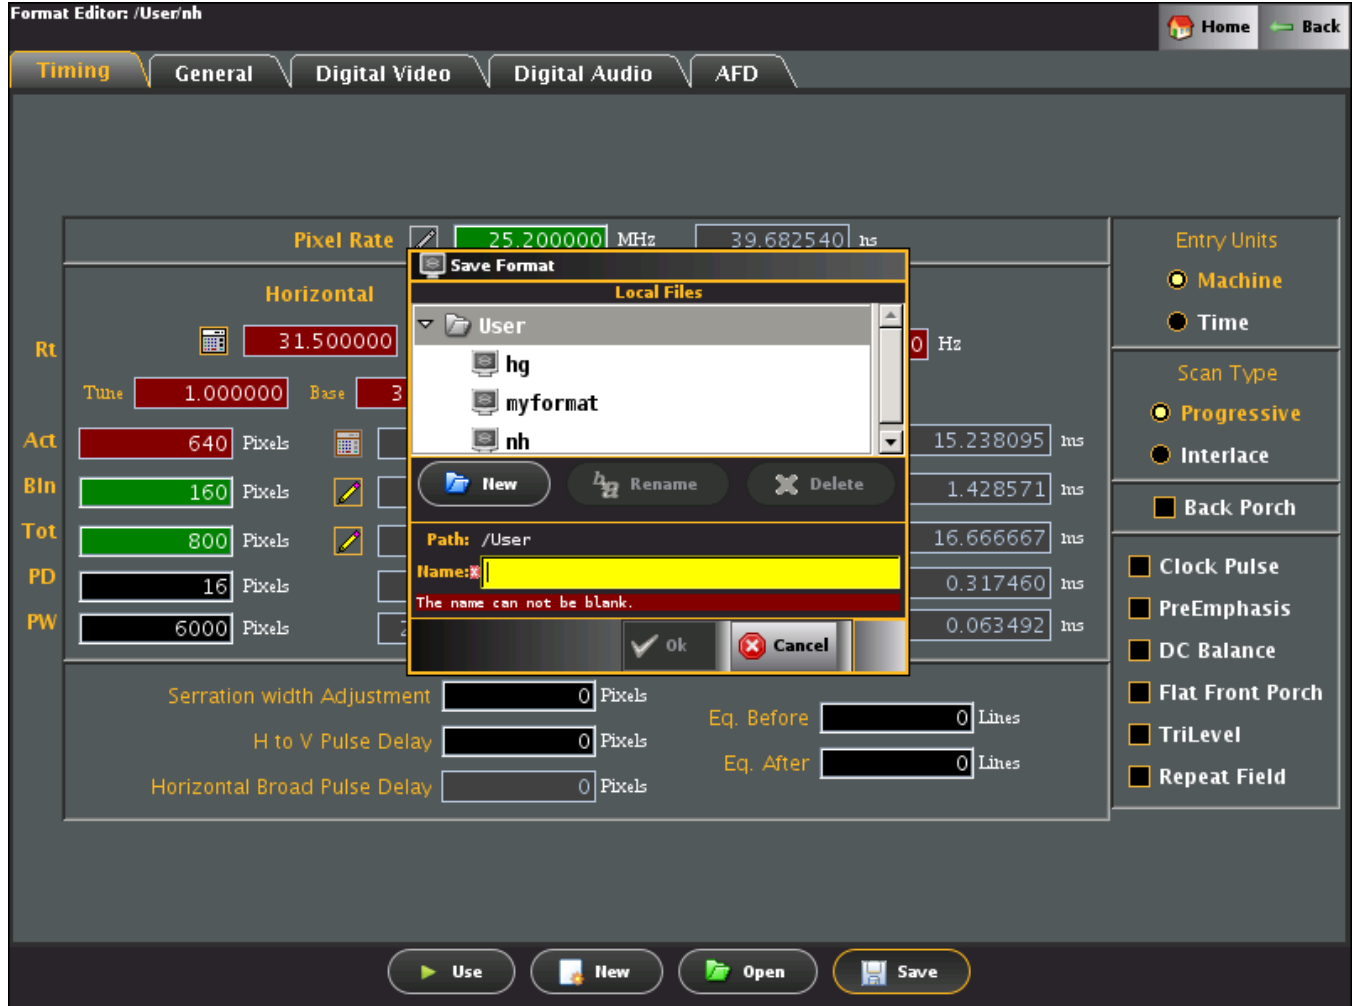 Format Editor: /User/nh
Home Back
Timing General Digital Video Digital Audio AFD
Pixel Rate 25.200000 MHz 39.682540 ns
Entry Units
Machine
Time
Save Format
Local Files
User
hg
myformat
nh
New Rename Delete
Path: /User
Name:
The name can not be blank.
Ok Cancel
Horizontal
Rt 31.500000 0 Hz
Tune 1.000000 Base 3
Act 640 Pixels 15.238095 ms
Bln 160 Pixels 1.428571 ms
Tot 800 Pixels 16.666667 ms
PD 16 Pixels 0.317460 ms
PW 6000 Pixels 2 0.063492 ms
Scan Type
Progressive
Interlace
Back Porch
Clock Pulse
PreEmphasis
DC Balance
Flat Front Porch
TriLevel
Repeat Field
Serration width Adjustment 0 Pixels
H to V Pulse Delay 0 Pixels
Horizontal Broad Pulse Delay 0 Pixels
Eq. Before 0 Lines
Eq. After 0 Lines
Use New Open Save